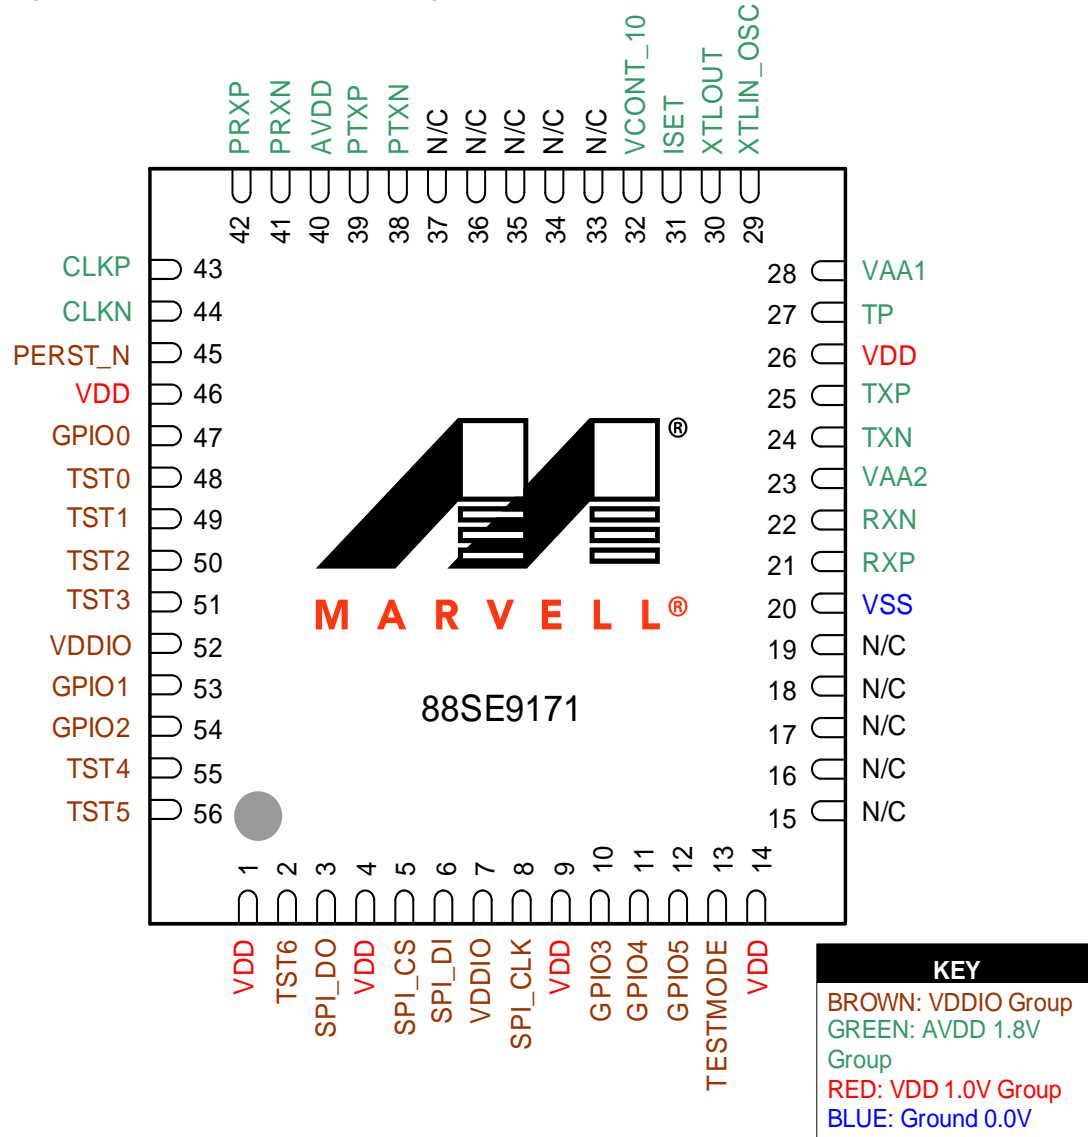 PRXP
PRXN
AVDD
PTXP
PTXN
N/C
N/C
N/C
N/C
N/C
VCONT_10
ISET
XTLOUT
XTLIN_OSC
42
41
40
39
38
37
36
35
34
33
32
31
30
29
CLKP 43
CLKN 44
PERST_N 45
VDD 46
GPIO0 47
TST0 48
TST1 49
TST2 50
TST3 51
VDDIO 52
GPIO1 53
GPIO2 54
TST4 55
TST5 56
28 VAA1
27 TP
26 VDD
25 TXP
24 TXN
23 VAA2
22 RXN
21 RXP
20 VSS
19 N/C
18 N/C
17 N/C
16 N/C
15 N/C
®
MARVELL®
88SE9171
1
2
3
4
5
6
7
8
9
10
11
12
13
14
VDD
TST6
SPI_DO
VDD
SPI_CS
SPI_DI
VDDIO
SPI_CLK
VDD
GPIO3
GPIO4
GPIO5
TESTMODE
VDD
KEY
BROWN: VDDIO Group
GREEN: AVDD 1.8V
Group
RED: VDD 1.0V Group
BLUE: Ground 0.0V